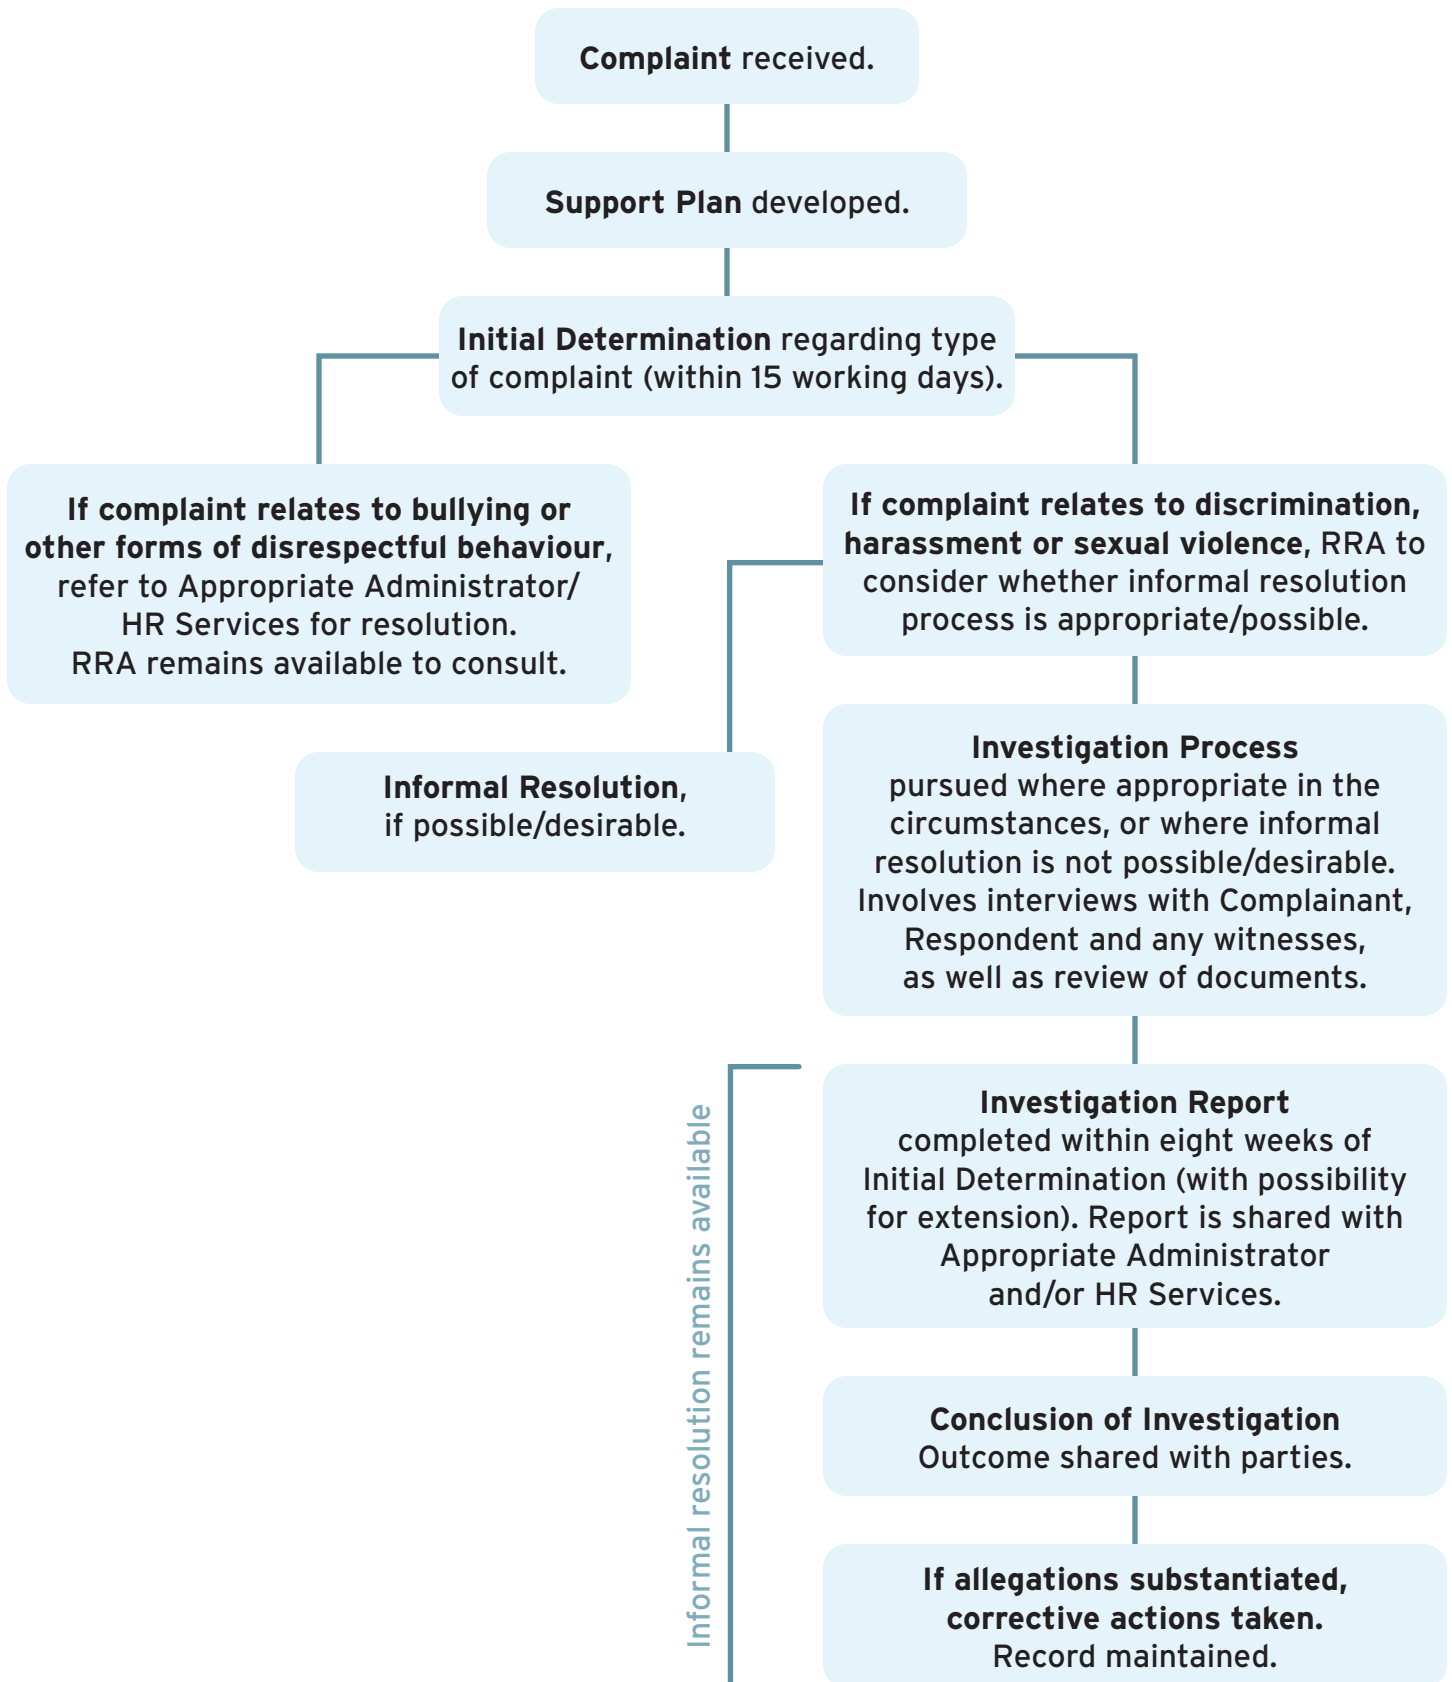 Complaint received.
Support Plan developed.
Initial Determination regarding type
of complaint (within 15 working days).
If complaint relates to bullying or
other forms of disrespectful behaviour,
refer to Appropriate Administrator/
HR Services for resolution.
RRA remains available to consult.
If complaint relates to discrimination,
harassment or sexual violence, RRA to
consider whether informal resolution
process is appropriate/possible.
Informal Resolution,
if possible/desirable.
Investigation Process
pursued where appropriate in the
circumstances, or where informal
resolution is not possible/desirable.
Involves interviews with Complainant,
Respondent and any witnesses,
as well as review of documents.
Informal resolution remains available
Investigation Report
completed within eight weeks of
Initial Determination (with possibility
for extension). Report is shared with
Appropriate Administrator
and/or HR Services.
Conclusion of Investigation
Outcome shared with parties.
If allegations substantiated,
corrective actions taken.
Record maintained.